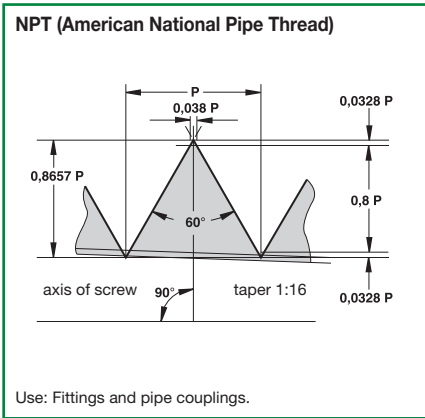 NPT (American National Pipe Thread)
P
0,038 P
0,0328 P
0,8657 P
0,8 P
60°
axis of screw
90°
taper 1:16
0,0328 P
Use: Fittings and pipe couplings.